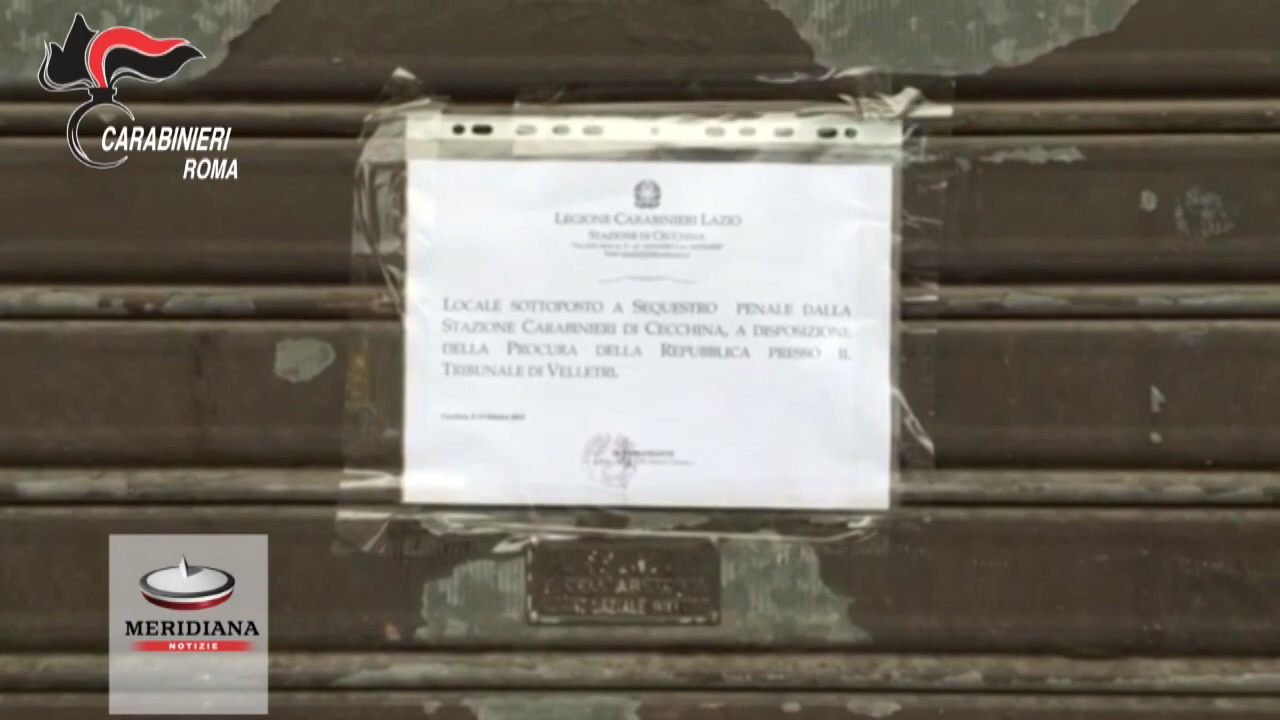 CARABINIERI
ROMA
LEGIONE CARABINIERI LAZIO
STAZIONE DI CECCHINA
LOCALE SOTTOPOSTO A SEQUESTRO PENALE DALLA
STAZIONE CARABINIERI DI CECCHINA, A DISPOSIZIONE
DELLA PROCURA DELLA REPUBBLICA PRESSO IL
TRIBUNALE DI VELLETRI.
MERIDIANA
NOTIZIE